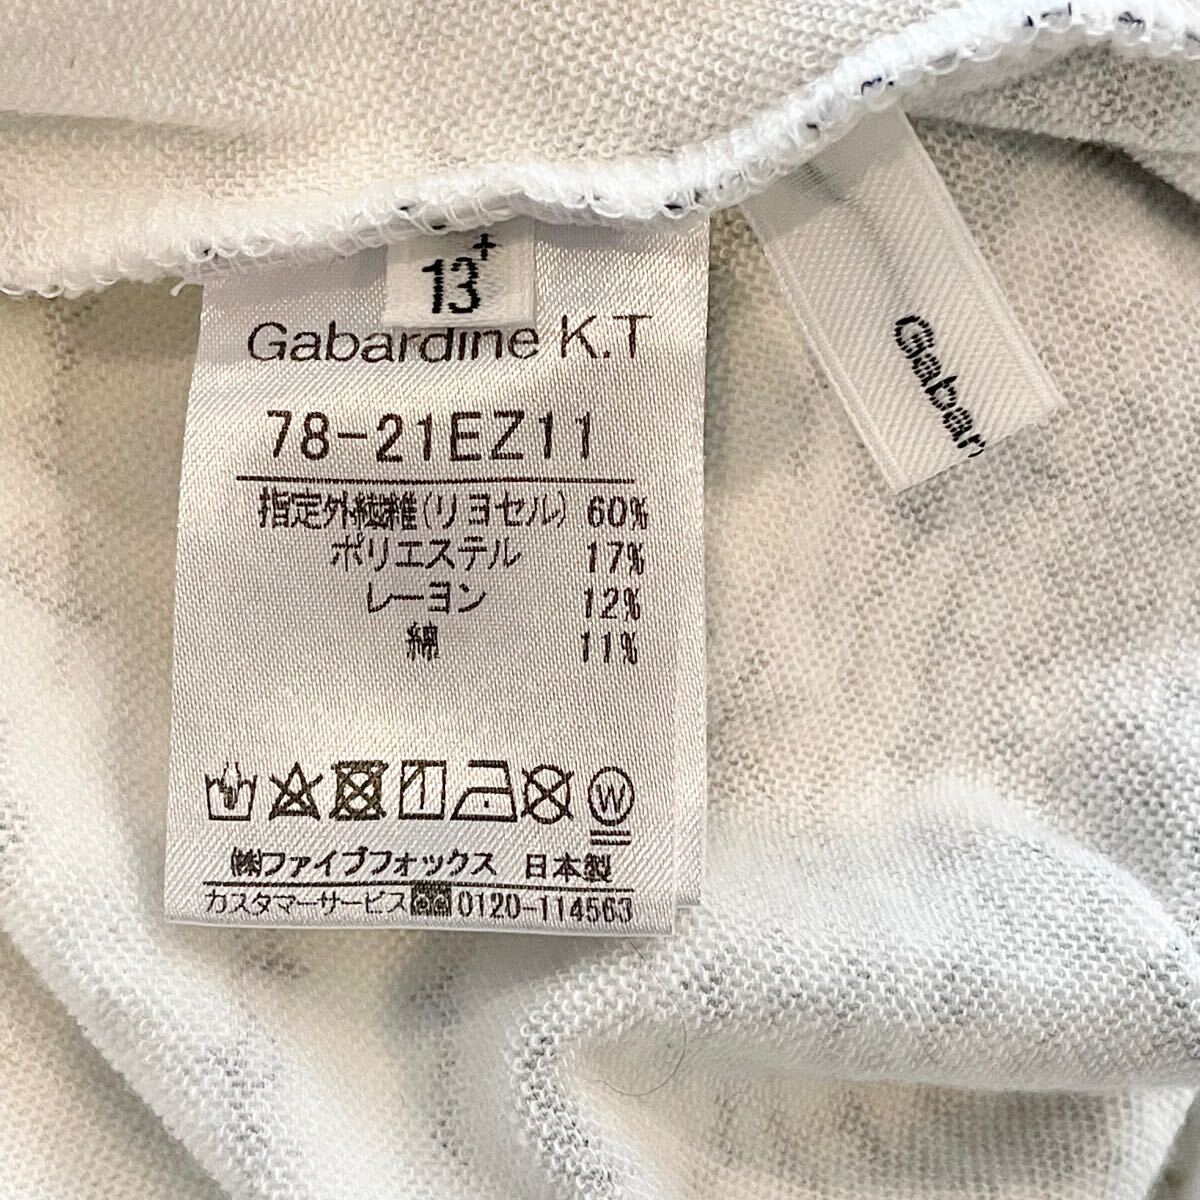 13+
Gabardine K.T
Gabar
78-21EZ11
指定外繊維(リヨセル) 60%
ポリエステル 17%
レーヨン 12%
綿 11%
W
㈱ファイブフォックス 日本製
カスタマーサービス 0120-114563